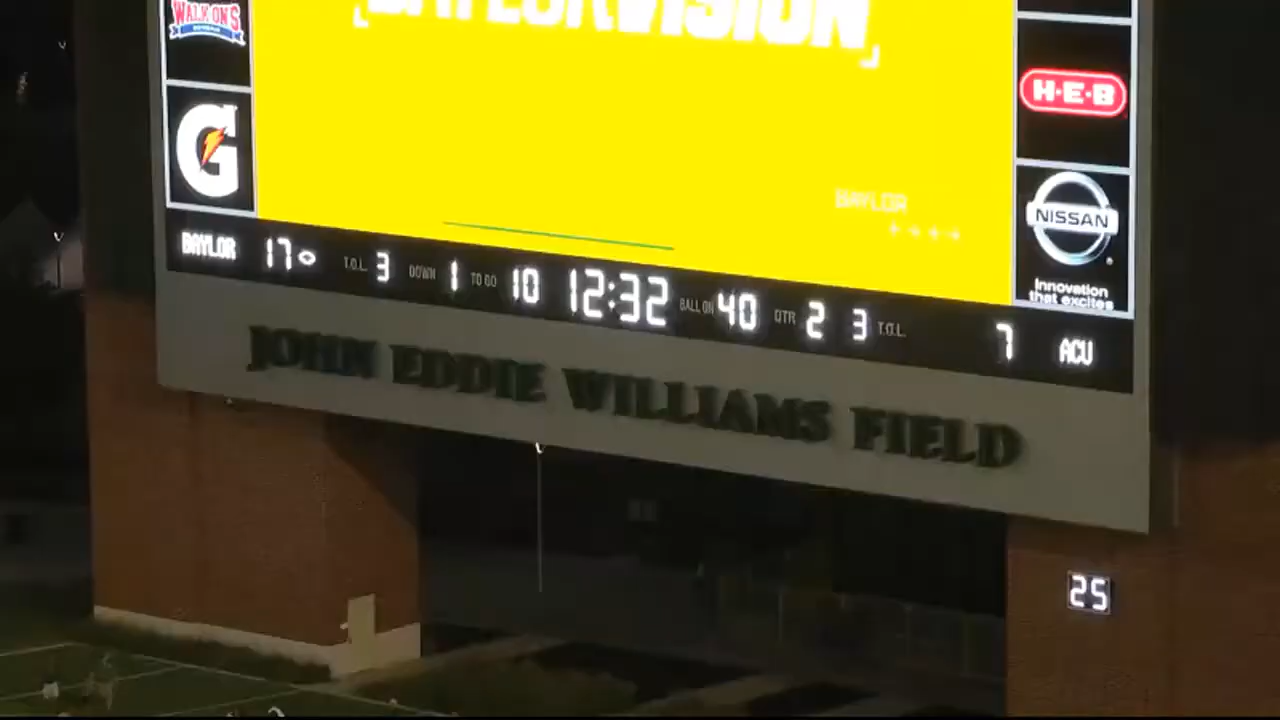 BAYLORVISION
WALK-ON'S
G
H·E·B
BAYLOR
NISSAN
Innovation
that excites
BAYLOR 17 T.O.L. 3 DOWN 1 TO GO 10 12:32 BALL ON 40 QTR 2 3 T.O.L. 7 ACU
JOHN EDDIE WILLIAMS FIELD
25